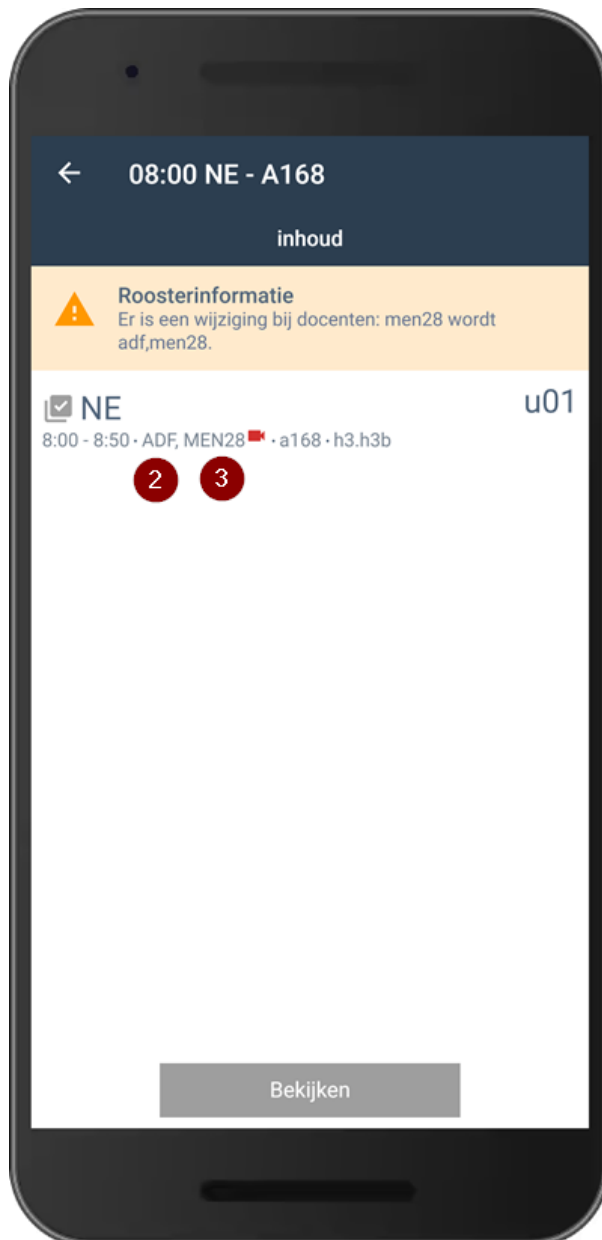 08:00 NE - A168
inhoud
Roosterinformatie
Er is een wijziging bij docenten: men28 wordt
adf,men28.
NE
u01
8:00 - 8:50 · ADF, MEN28 · a168 · h3.h3b
2 3
Bekijken